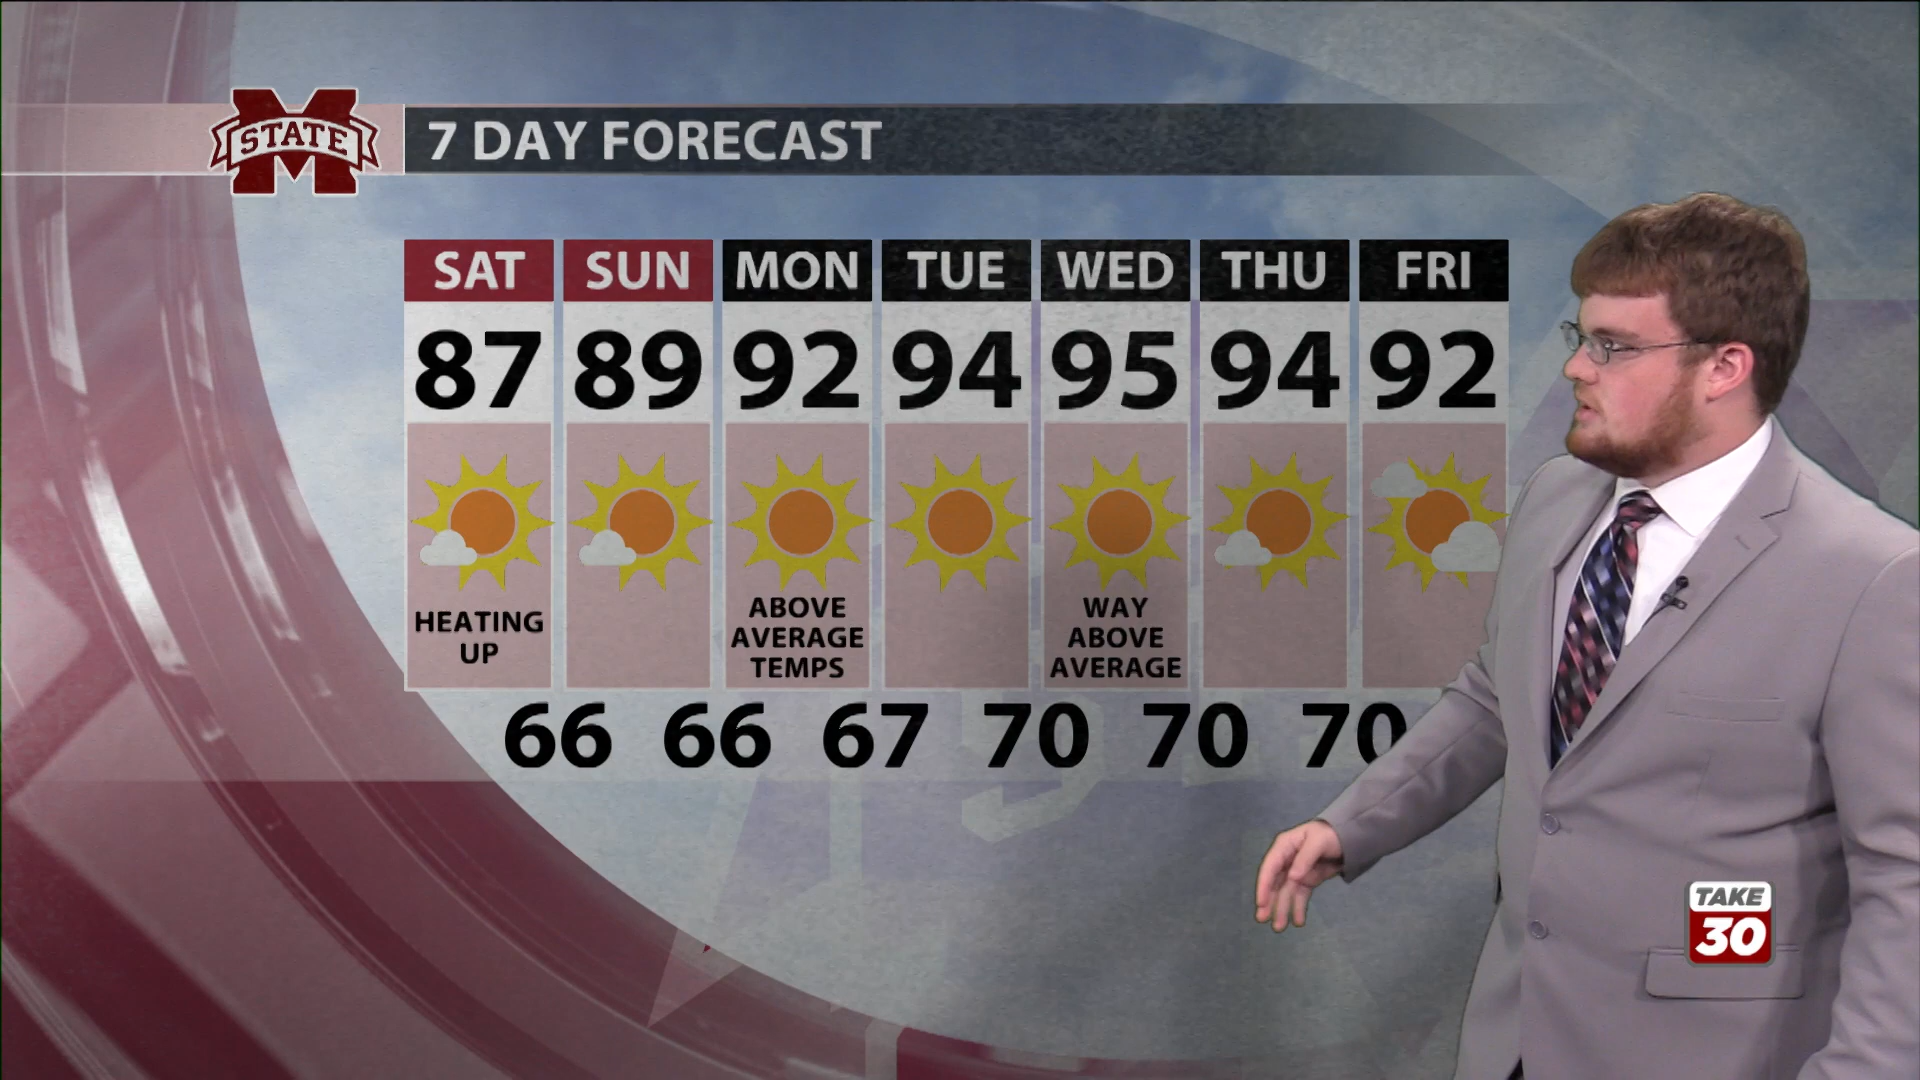 STATE
7 DAY FORECAST
SAT SUN MON TUE WED THU FRI
87 89 92 94 95 94 92
HEATING
UP
ABOVE
AVERAGE
TEMPS
WAY
ABOVE
AVERAGE
66 66 67 70 70 70
TAKE
30